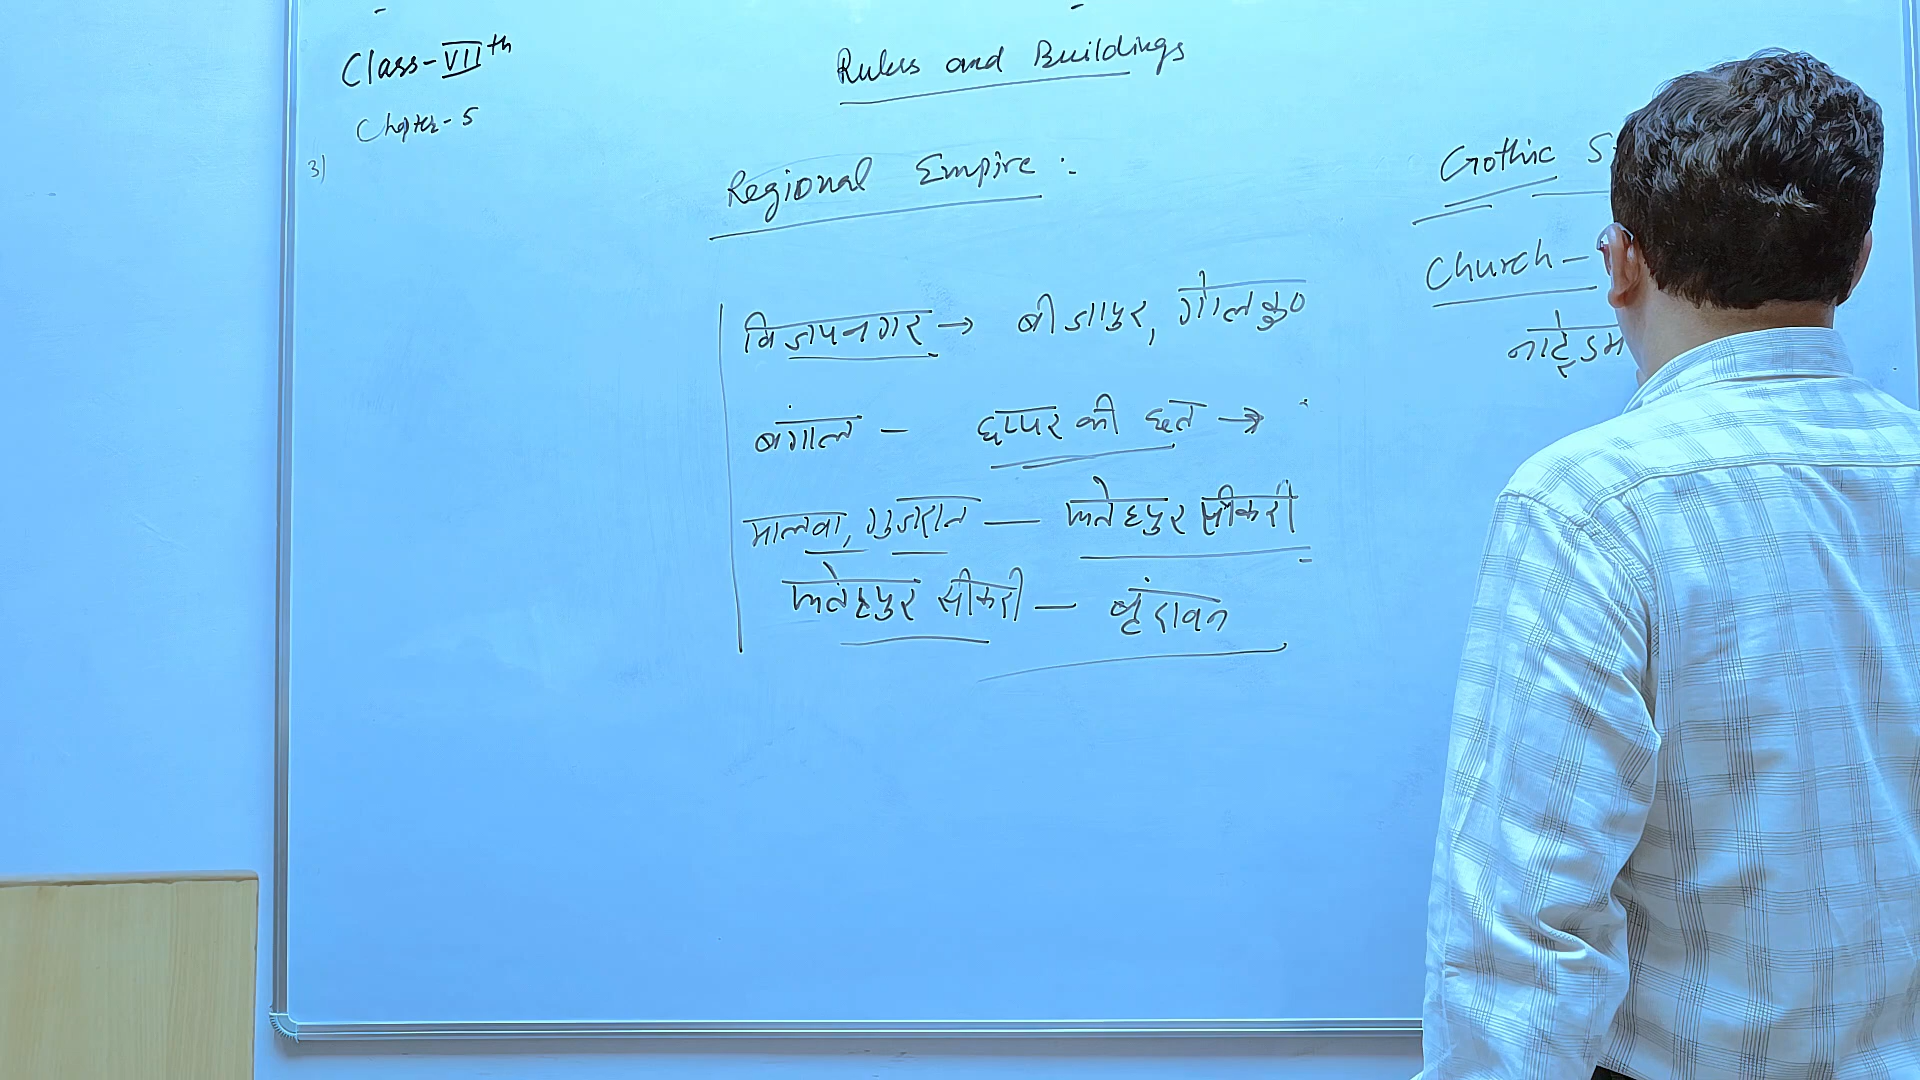 Class-VIIth
Chapter-5
3)
Rulers and Buildings
Regional Empire :
विजयनगर → बीजापुर, गोलकुण
बंगाल – छप्पर की छत →
मालवा, गुजरात — फतेहपुर सीकरी
फतेहपुर सीकरी — वृंदावन
Gothic S
Church –